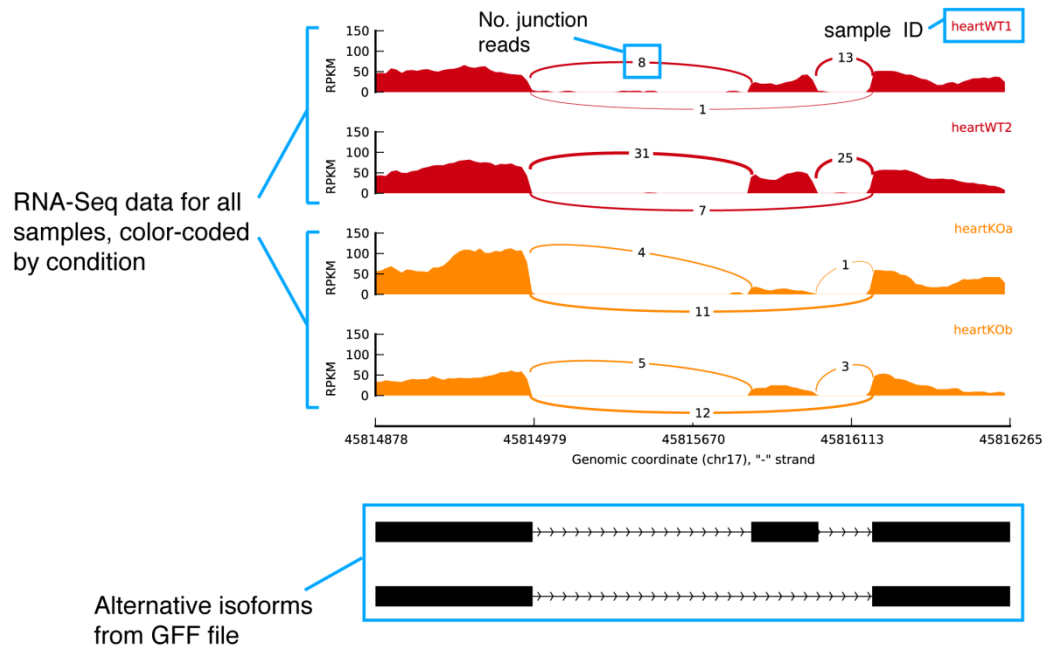 No. junction
reads
sample ID
heartWT1
150
100
50
0
RPKM
8
13
1
heartWT2
150
100
50
0
RPKM
31
25
7
RNA-Seq data for all
samples, color-coded
by condition
heartKOa
150
100
50
0
RPKM
4
1
11
heartKOb
150
100
50
0
RPKM
5
3
12
45814878 45814979 45815670 45816113 45816265
Genomic coordinate (chr17), "-" strand
Alternative isoforms
from GFF file